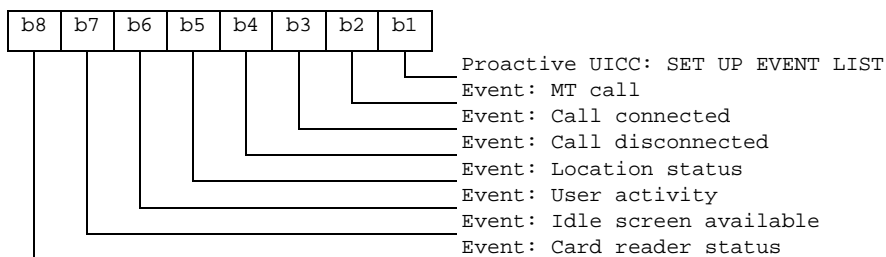 b8 b7 b6 b5 b4 b3 b2 b1
Proactive UICC: SET UP EVENT LIST
Event: MT call
Event: Call connected
Event: Call disconnected
Event: Location status
Event: User activity
Event: Idle screen available
Event: Card reader status